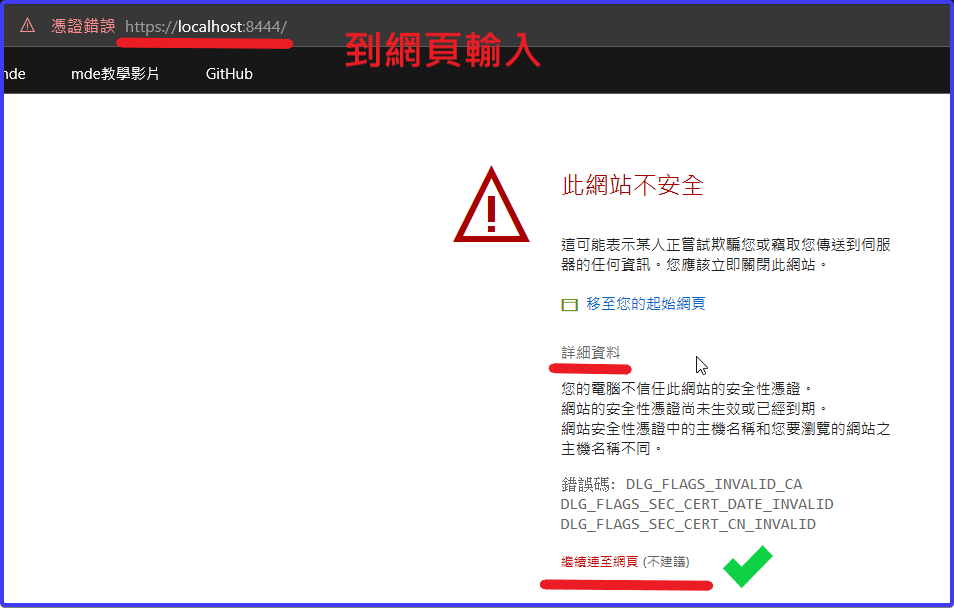 憑證錯誤 https://localhost:8444/
到網頁輸入
nde mde教學影片 GitHub
此網站不安全
這可能表示某人正嘗試欺騙您或竊取您傳送到伺服
器的任何資訊。您應該立即關閉此網站。
移至您的起始網頁
詳細資料
您的電腦不信任此網站的安全性憑證。
網站的安全性憑證尚未生效或已經到期。
網站安全性憑證中的主機名稱和您要瀏覽的網站之
主機名稱不同。
錯誤碼: DLG_FLAGS_INVALID_CA
DLG_FLAGS_SEC_CERT_DATE_INVALID
DLG_FLAGS_SEC_CERT_CN_INVALID
繼續連至網頁 (不建議)